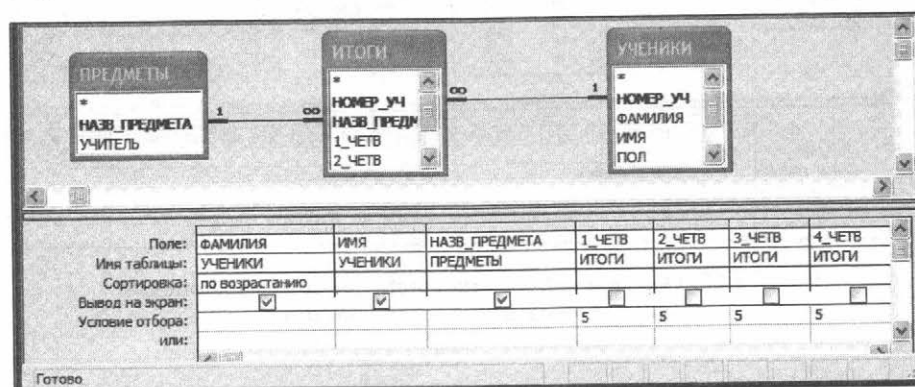 ПРЕДМЕТЫ
*
НАЗВ_ПРЕДМЕТА
УЧИТЕЛЬ
1 ∞
ИТОГИ
*
НОМЕР_УЧ
НАЗВ_ПРЕДМ
1_ЧЕТВ
2_ЧЕТВ
∞ 1
УЧЕНИКИ
*
НОМЕР_УЧ
ФАМИЛИЯ
ИМЯ
ПОЛ
Поле: ФАМИЛИЯ ИМЯ НАЗВ_ПРЕДМЕТА 1_ЧЕТВ 2_ЧЕТВ 3_ЧЕТВ 4_ЧЕТВ
Имя таблицы: УЧЕНИКИ УЧЕНИКИ ПРЕДМЕТЫ ИТОГИ ИТОГИ ИТОГИ ИТОГИ
Сортировка: по возрастанию
Вывод на экран:
Условие отбора: 5 5 5 5
или:
Готово